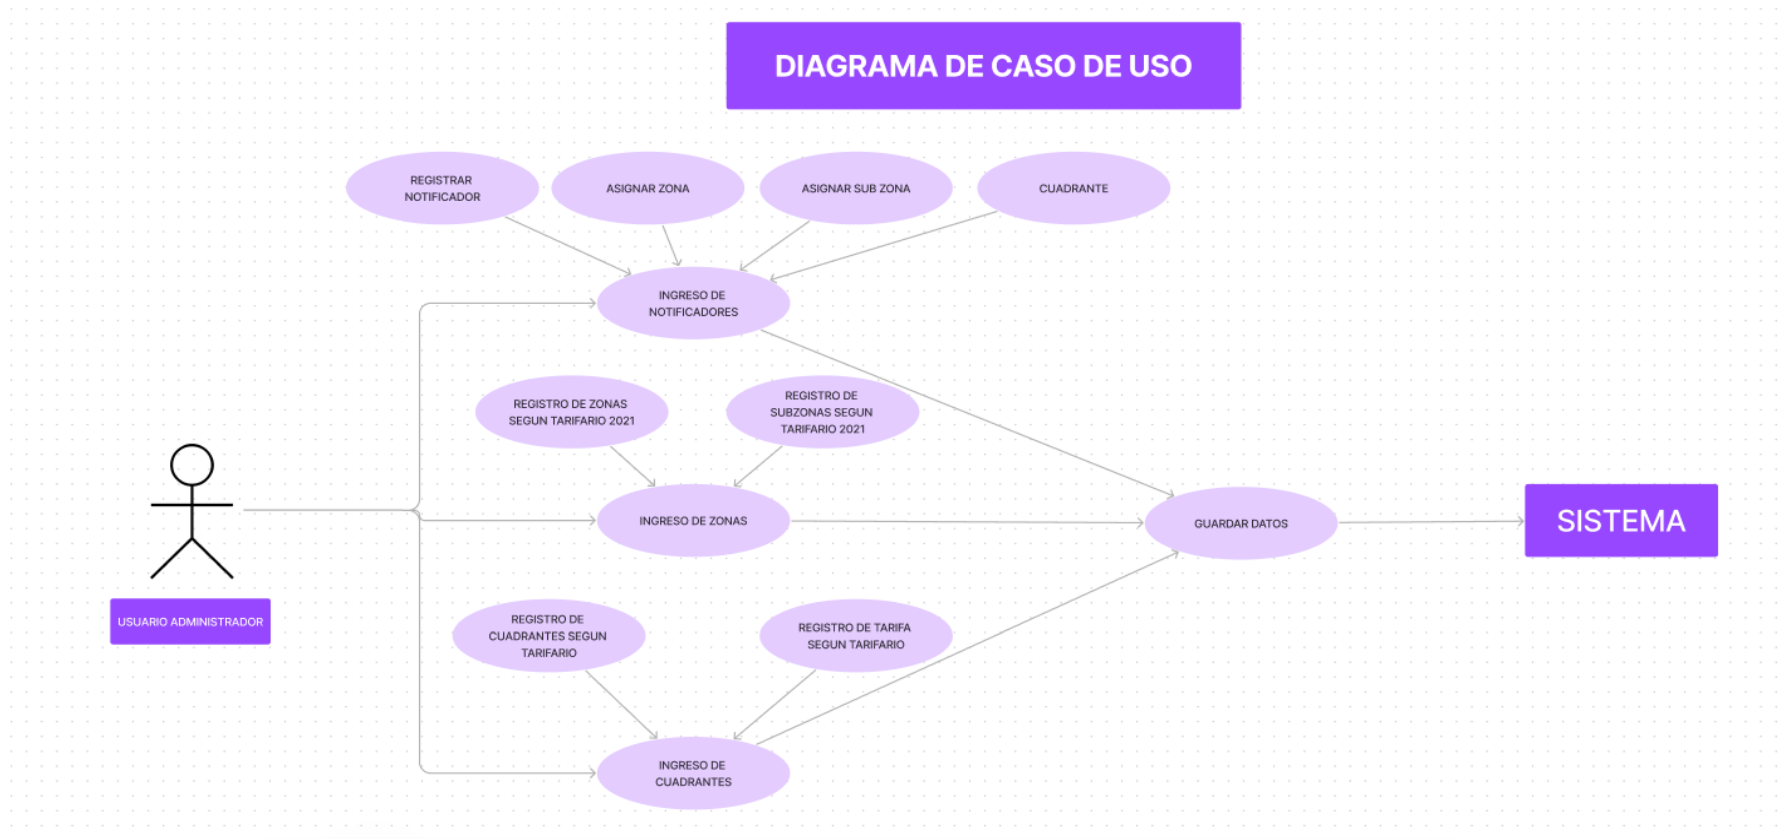 DIAGRAMA DE CASO DE USO
REGISTRAR
NOTIFICADOR
ASIGNAR ZONA
ASIGNAR SUB ZONA
CUADRANTE
INGRESO DE
NOTIFICADORES
REGISTRO DE ZONAS
SEGUN TARIFARIO 2021
REGISTRO DE
SUBZONAS SEGUN
TARIFARIO 2021
INGRESO DE ZONAS
GUARDAR DATOS
SISTEMA
USUARIO ADMINISTRADOR
REGISTRO DE
CUADRANTES SEGUN
TARIFARIO
REGISTRO DE TARIFA
SEGUN TARIFARIO
INGRESO DE
CUADRANTES